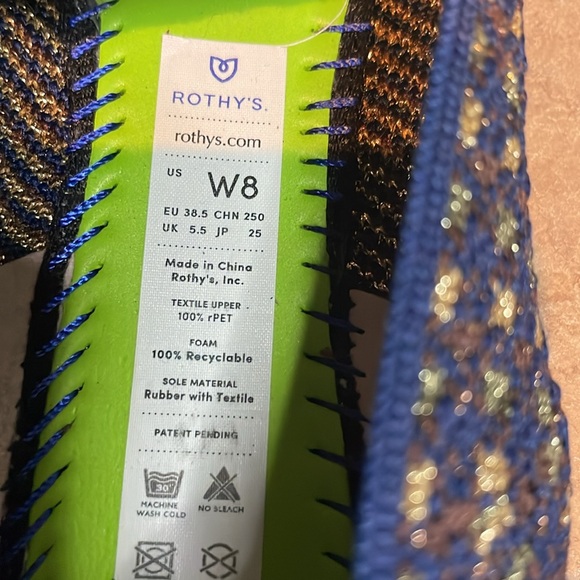 ROTHY'S.
rothys.com
US W8
EU 38.5 CHN 250
UK 5.5 JP 25
Made in China
Rothy's, Inc.
TEXTILE UPPER
100% rPET
FOAM
100% Recyclable
SOLE MATERIAL
Rubber with Textile
PATENT PENDING
30°
MACHINE
WASH COLD
NO BLEACH